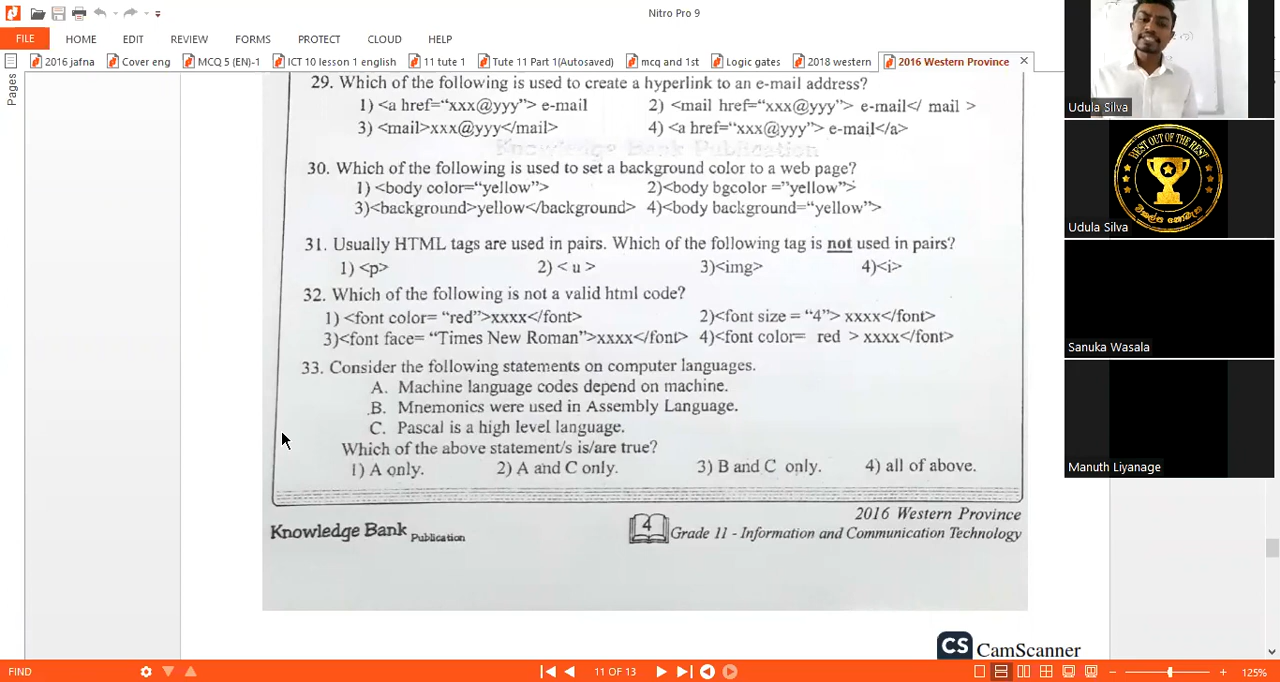 Nitro Pro 9
FILE HOME EDIT REVIEW FORMS PROTECT CLOUD HELP
2016 jafna Cover eng MCQ 5 (EN)-1 ICT 10 lesson 1 english 11 tute 1 Tute 11 Part 1(Autosaved) mcq and 1st Logic gates 2018 western 2016 Western Province
Pages
29. Which of the following is used to create a hyperlink to an e-mail address?
1) <a href="xxx@yyy"> e-mail 2) <mail href="xxx@yyy"> e-mail</ mail >
3) <mail>xxx@yyy</mail> 4) <a href="xxx@yyy"> e-mail</a>
Knowledge Bank Publication
30. Which of the following is used to set a background color to a web page?
1) <body color="yellow"> 2)<body bgcolor ="yellow">
3)<background>yellow</background> 4)<body background="yellow">
31. Usually HTML tags are used in pairs. Which of the following tag is not used in pairs?
1) <p> 2) < u > 3)<img> 4)<i>
32. Which of the following is not a valid html code?
1) <font color= "red">xxxx</font> 2)<font size = "4"> xxxx</font>
3)<font face= "Times New Roman">xxxx</font> 4)<font color= red > xxxx</font>
33. Consider the following statements on computer languages.
A. Machine language codes depend on machine.
B. Mnemonics were used in Assembly Language.
C. Pascal is a high level language.
Which of the above statement/s is/are true?
1) A only. 2) A and C only. 3) B and C only. 4) all of above.
2016 Western Province
Knowledge Bank Publication 4 Grade 11 - Information and Communication Technology
CS CamScanner
FIND 11 OF 13 125%
Udula Silva
BEST OUT OF THE REST
Udula Silva
Sanuka Wasala
Manuth Liyanage